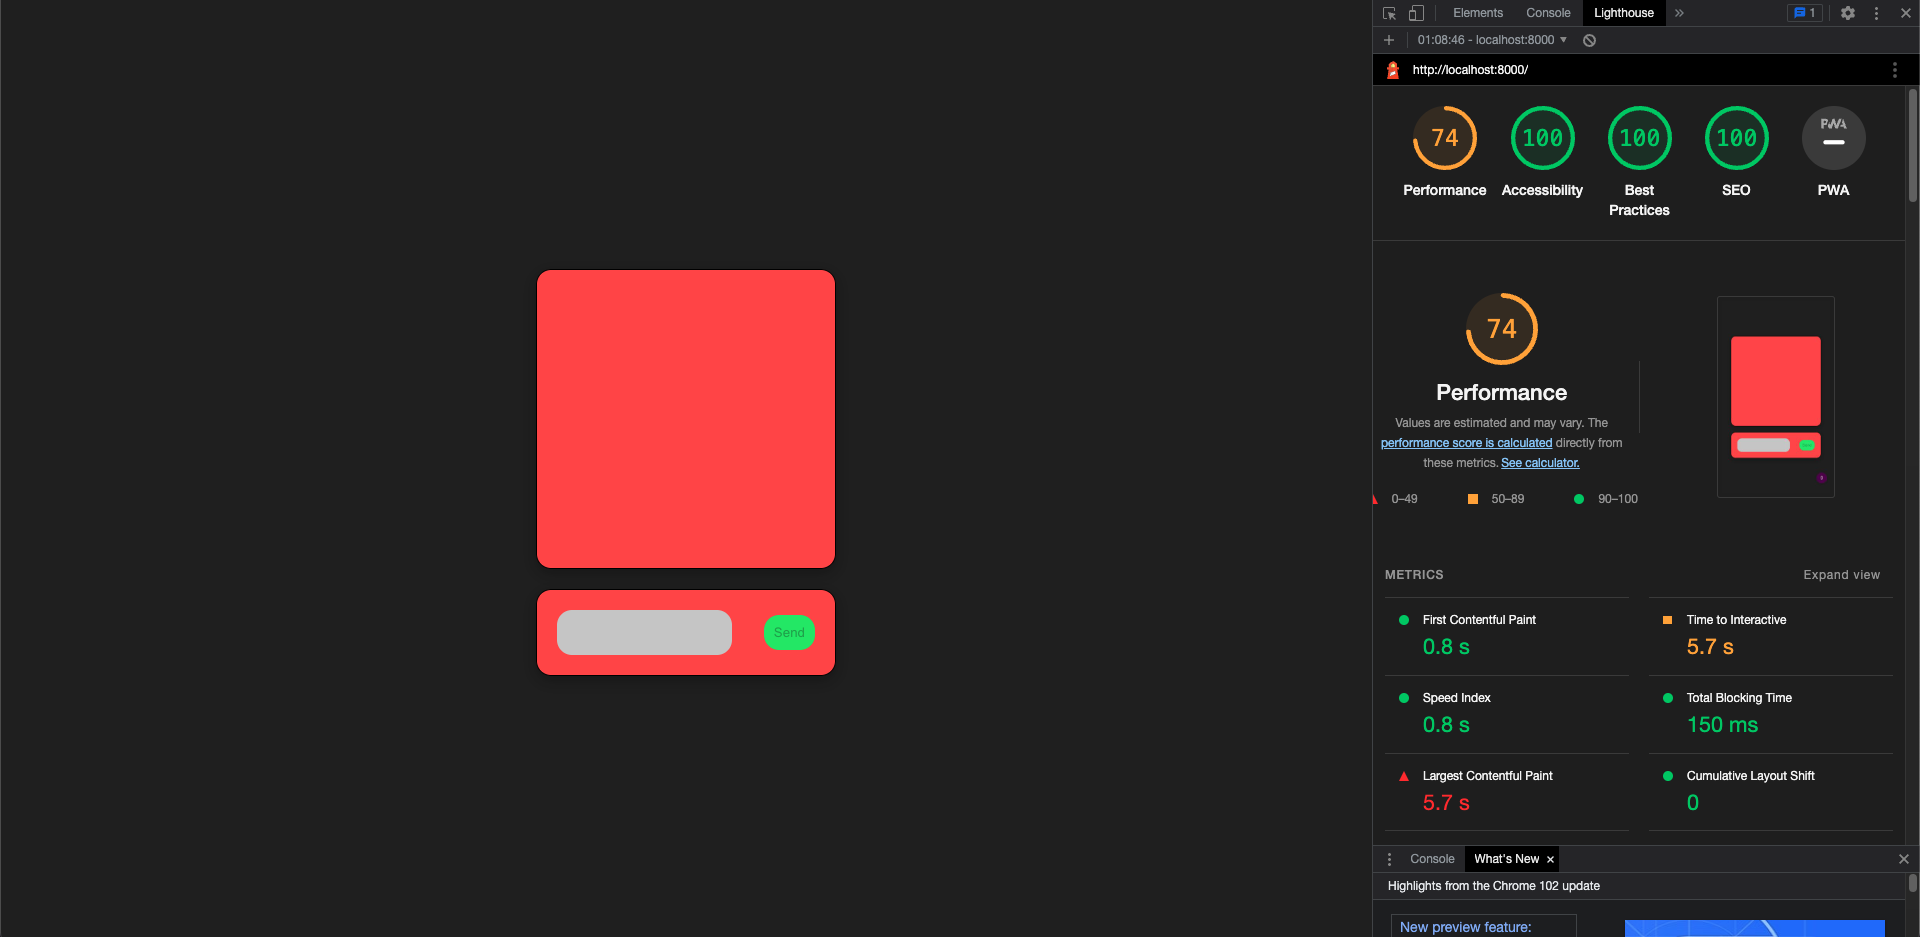 Elements Console Lighthouse 1
01:08:46 - localhost:8000
http://localhost:8000/
74 100 100 100 PWA
Performance Accessibility Best Practices SEO PWA
Send
74
Performance
Values are estimated and may vary. The
performance score is calculated directly from
these metrics. See calculator.
0–49 50–89 90–100
METRICS Expand view
First Contentful Paint
0.8 s
Time to Interactive
5.7 s
Speed Index
0.8 s
Total Blocking Time
150 ms
Largest Contentful Paint
5.7 s
Cumulative Layout Shift
0
Console What's New
Highlights from the Chrome 102 update
New preview feature: